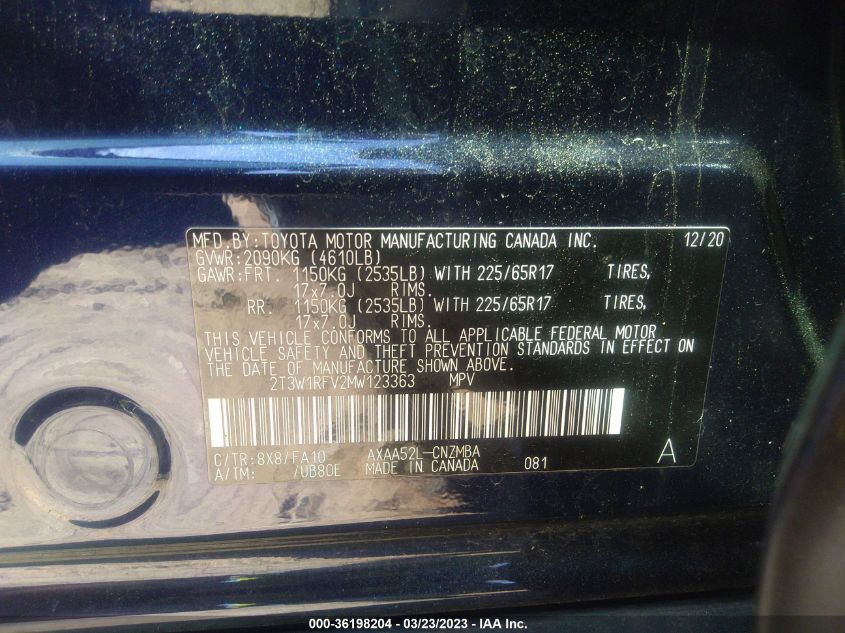 MFD.BY:TOYOTA MOTOR MANUFACTURING CANADA INC. 12/20
GVWR:2090KG (4610LB)
GAWR:FRT. 1150KG (2535LB) WITH 225/65R17 TIRES,
17x7.0J RIMS.
RR. 1150KG (2535LB) WITH 225/65R17 TIRES,
17x7.0J RIMS.
THIS VEHICLE CONFORMS TO ALL APPLICABLE FEDERAL MOTOR
VEHICLE SAFETY AND THEFT PREVENTION STANDARDS IN EFFECT ON
THE DATE OF MANUFACTURE SHOWN ABOVE.
2T3W1RFV2MW123363 MPV
C/TR:8X8/FA10 AXAA52L-CNZMBA
A/TM: /UB80E MADE IN CANADA 081 A
000-36198204 - 03/23/2023 - IAA Inc.